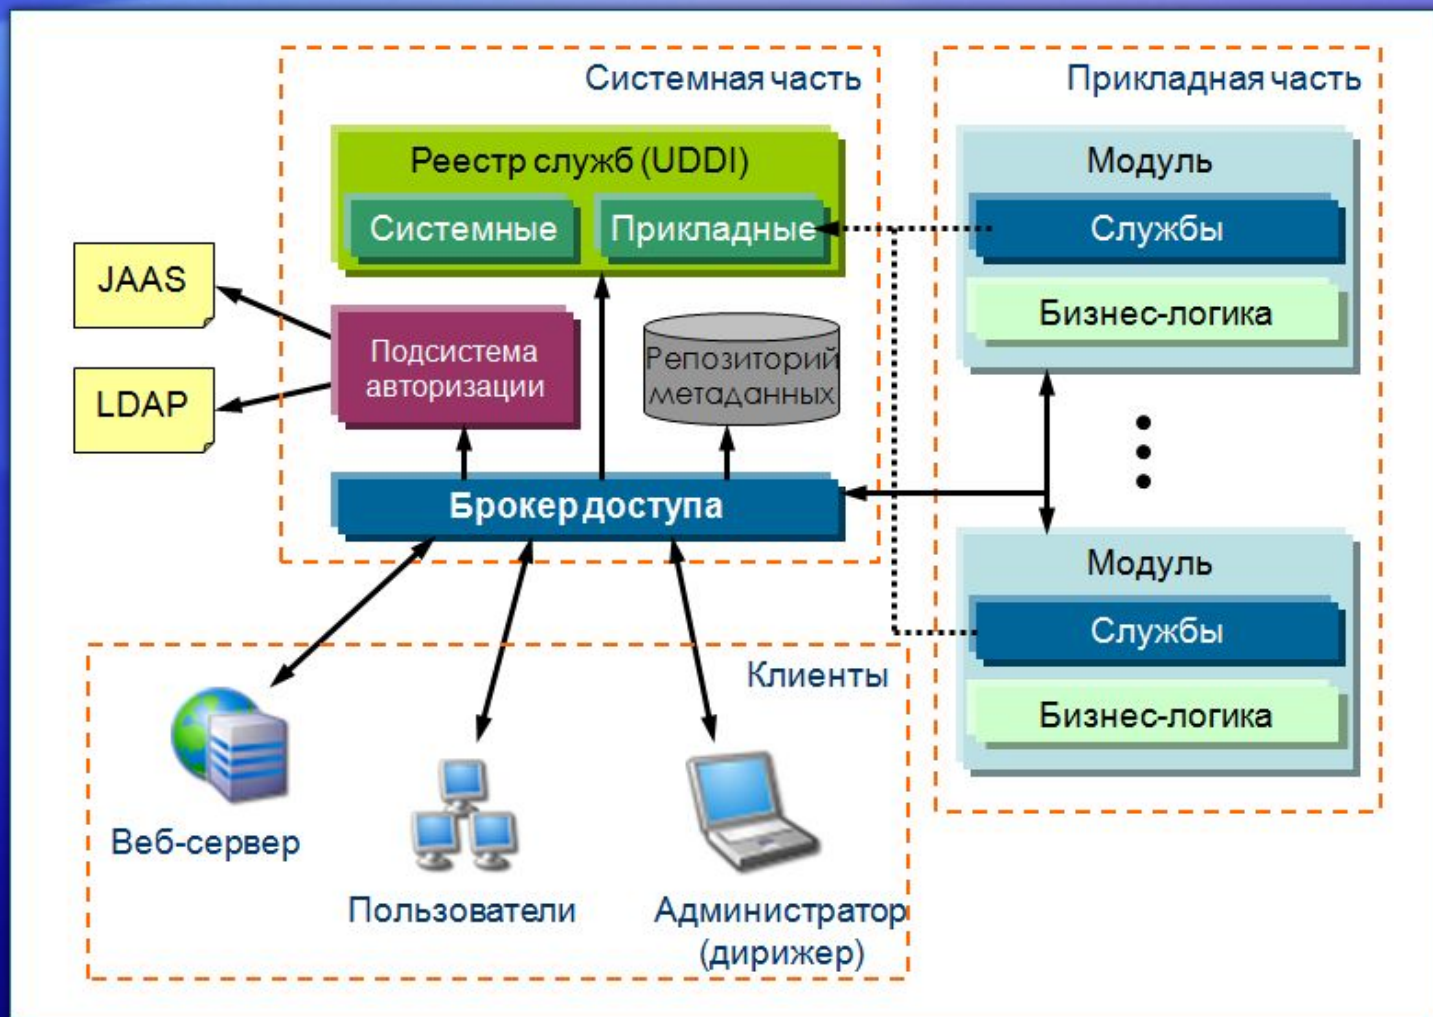 Системная часть
Реестр служб (UDDI)
Системные
Прикладные
JAAS
LDAP
Подсистема
авторизации
Репозиторий
метаданных
Брокер доступа
Прикладная часть
Модуль
Службы
Бизнес-логика
Модуль
Службы
Бизнес-логика
Клиенты
Веб-сервер
Пользователи
Администратор
(дирижер)